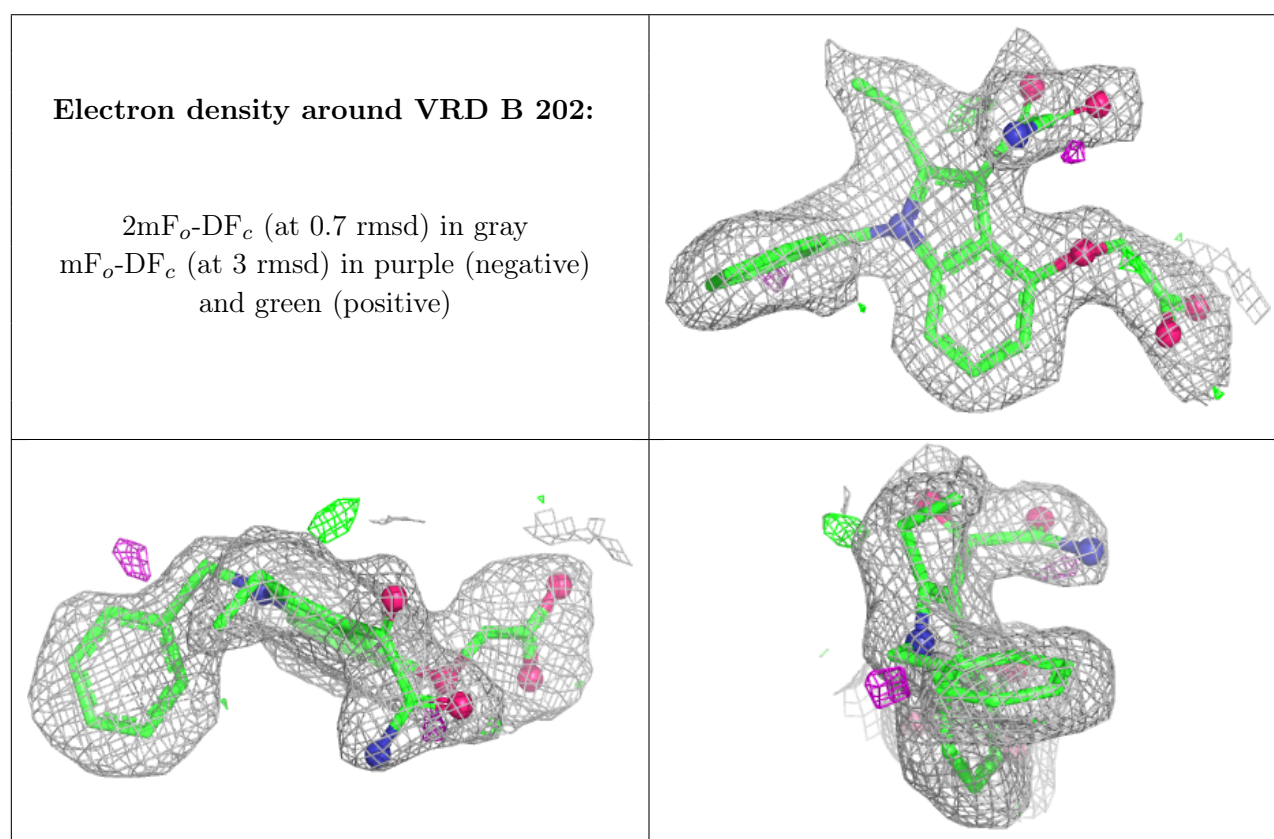 Electron density around VRD B 202:
2mFo-DFc (at 0.7 rmsd) in gray
mFo-DFc (at 3 rmsd) in purple (negative)
and green (positive)